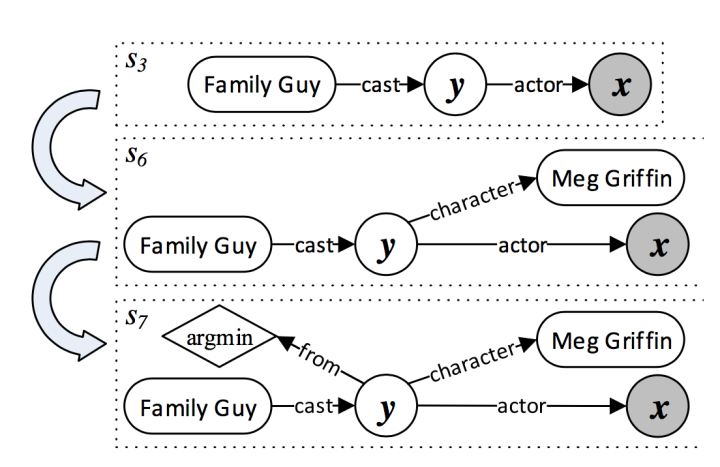 s3
Family Guy cast y actor x
s6
character Meg Griffin
Family Guy cast y actor x
s7
argmin from character Meg Griffin
Family Guy cast y actor x